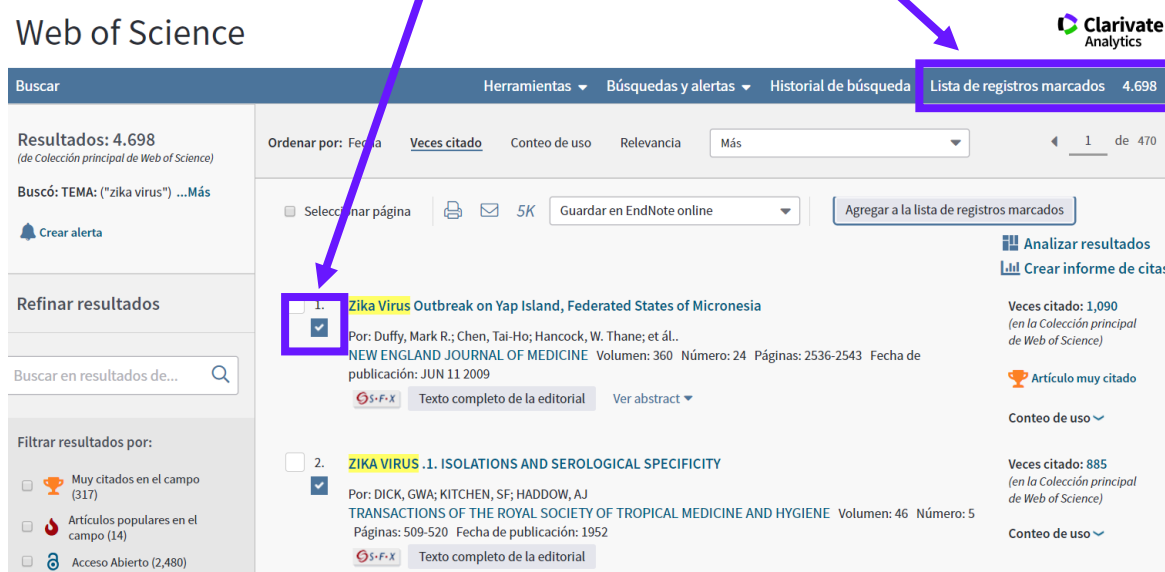 Web of Science
Clarivate
Analytics
Buscar
Herramientas
Búsquedas y alertas
Historial de búsqueda
Lista de registros marcados 4.698
Resultados: 4.698
(de Colección principal de Web of Science)
Buscó: TEMA: ("zika virus") ...Más
Crear alerta
Ordenar por: Fecha Veces citado Conteo de uso Relevancia Más
1 de 470
Seleccionar página 5K Guardar en EndNote online Agregar a la lista de registros marcados
Analizar resultados
Crear informe de citas
Refinar resultados
Buscar en resultados de...
Filtrar resultados por:
Muy citados en el campo
(317)
Artículos populares en el
campo (14)
Acceso Abierto (2,480)
1. Zika Virus Outbreak on Yap Island, Federated States of Micronesia
Por: Duffy, Mark R.; Chen, Tai-Ho; Hancock, W. Thane; et ál..
NEW ENGLAND JOURNAL OF MEDICINE Volumen: 360 Número: 24 Páginas: 2536-2543 Fecha de
publicación: JUN 11 2009
S·F·X Texto completo de la editorial Ver abstract
Veces citado: 1,090
(en la Colección principal
de Web of Science)
Artículo muy citado
Conteo de uso
2. ZIKA VIRUS .1. ISOLATIONS AND SEROLOGICAL SPECIFICITY
Por: DICK, GWA; KITCHEN, SF; HADDOW, AJ
TRANSACTIONS OF THE ROYAL SOCIETY OF TROPICAL MEDICINE AND HYGIENE Volumen: 46 Número: 5
Páginas: 509-520 Fecha de publicación: 1952
S·F·X Texto completo de la editorial
Veces citado: 885
(en la Colección principal
de Web of Science)
Conteo de uso